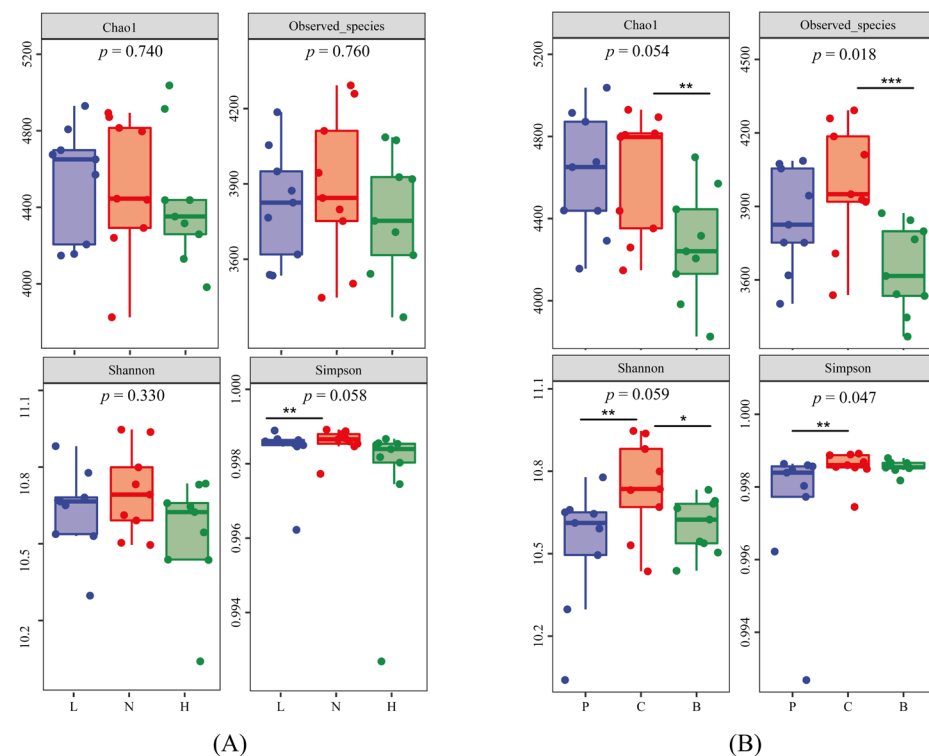 Chao1
p = 0.740
5200
4800
4400
4000
Observed_species
p = 0.760
4200
3900
3600
Shannon
p = 0.330
11.1
10.8
10.5
10.2
L N H
Simpson
p = 0.058
**
1.000
0.998
0.996
0.994
L N H
(A)
Chao1
p = 0.054
**
5200
4800
4400
4000
Observed_species
p = 0.018
***
4500
4200
3900
3600
Shannon
p = 0.059
**
*
11.1
10.8
10.5
10.2
P C B
Simpson
p = 0.047
**
1.000
0.998
0.996
0.994
P C B
(B)